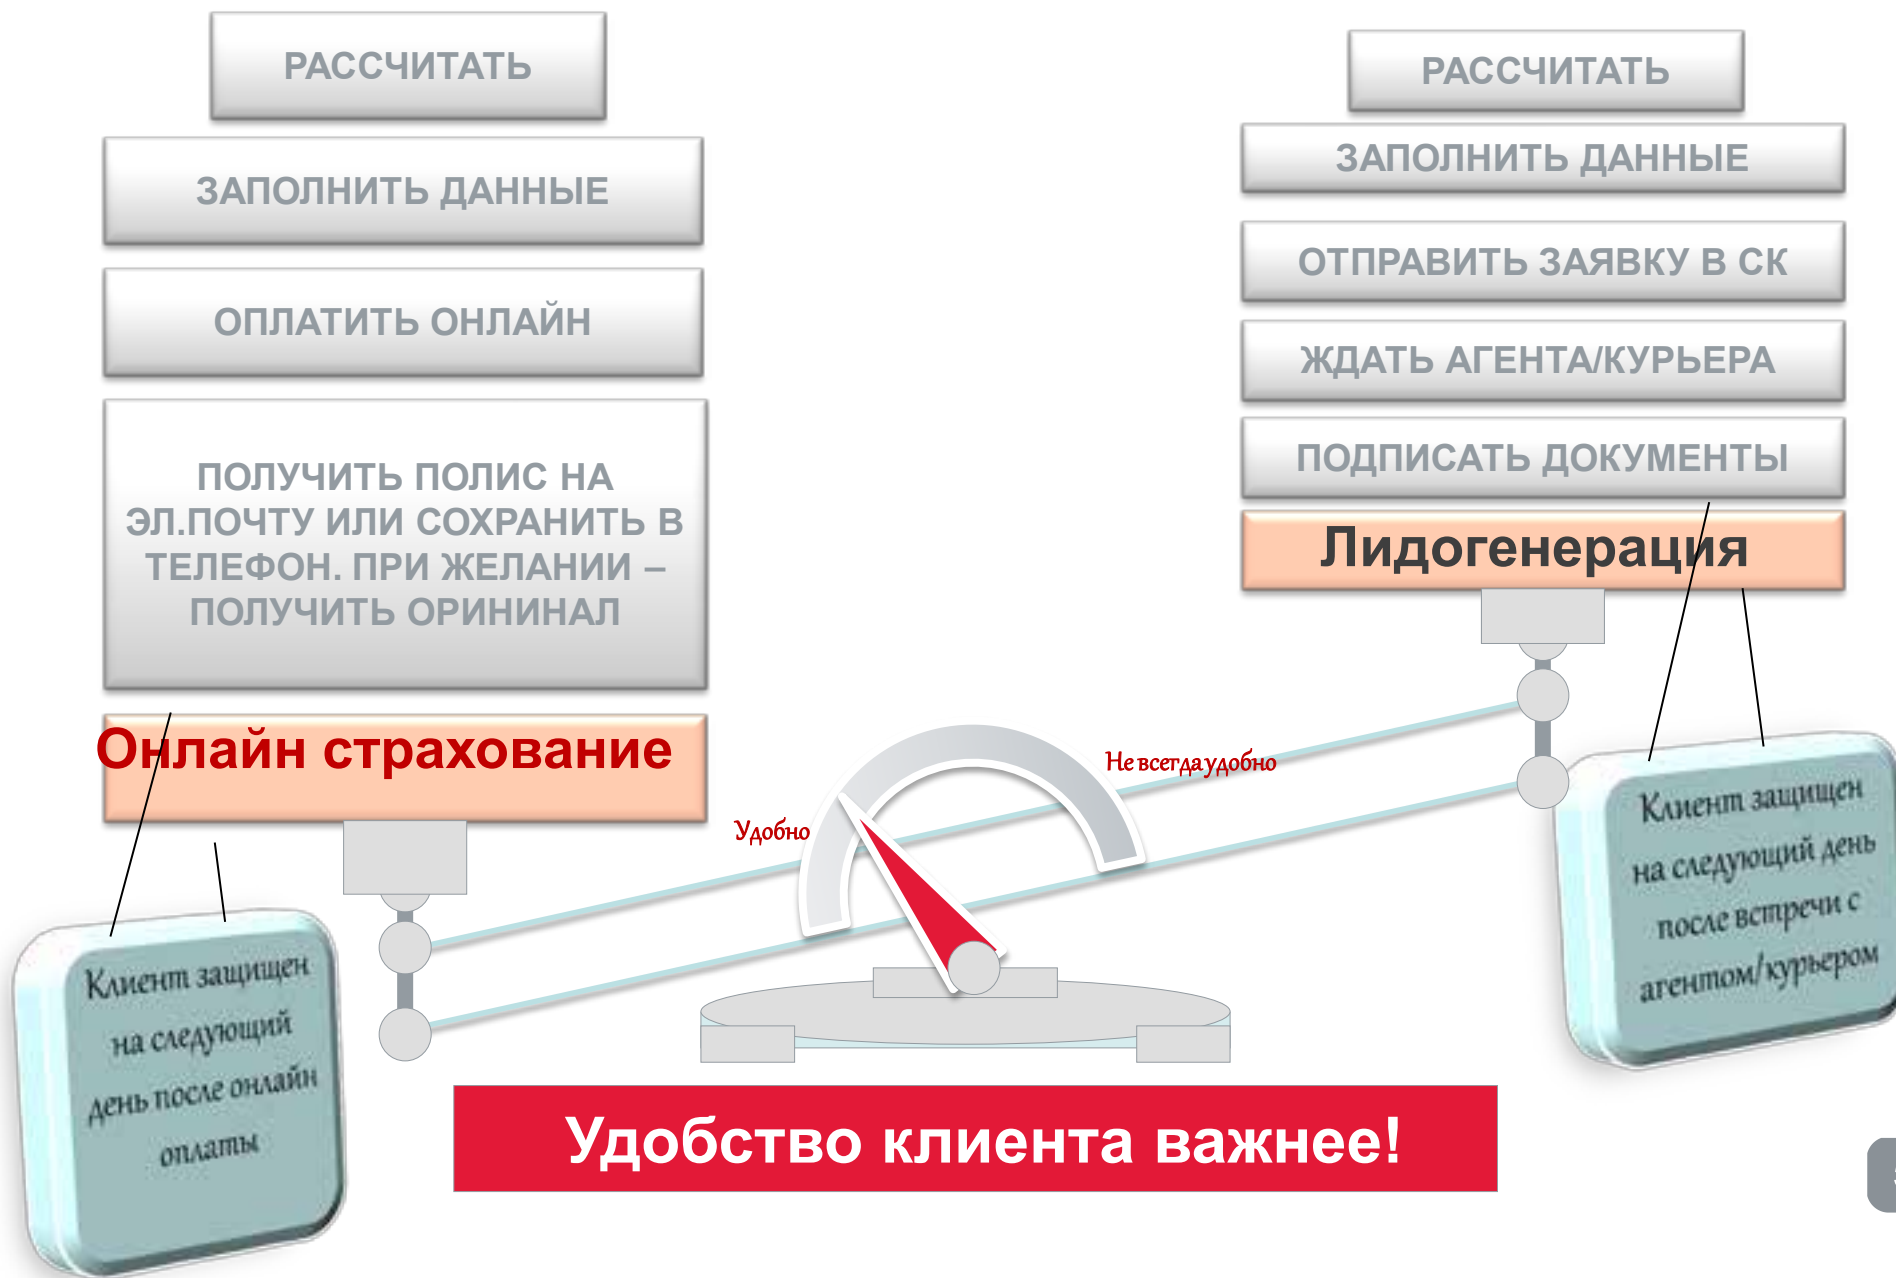 РАССЧИТАТЬ
ЗАПОЛНИТЬ ДАННЫЕ
ОПЛАТИТЬ ОНЛАЙН
ПОЛУЧИТЬ ПОЛИС НА
ЭЛ.ПОЧТУ ИЛИ СОХРАНИТЬ В
ТЕЛЕФОН. ПРИ ЖЕЛАНИИ –
ПОЛУЧИТЬ ОРИНИНАЛ
Онлайн страхование
Клиент защищен
на следующий
день после онлайн
оплаты
РАССЧИТАТЬ
ЗАПОЛНИТЬ ДАННЫЕ
ОТПРАВИТЬ ЗАЯВКУ В СК
ЖДАТЬ АГЕНТА/КУРЬЕРА
ПОДПИСАТЬ ДОКУМЕНТЫ
Лидогенерация
Клиент защищен
на следующий день
после встречи с
агентом/курьером
Удобно
Не всегда удобно
Удобство клиента важнее!